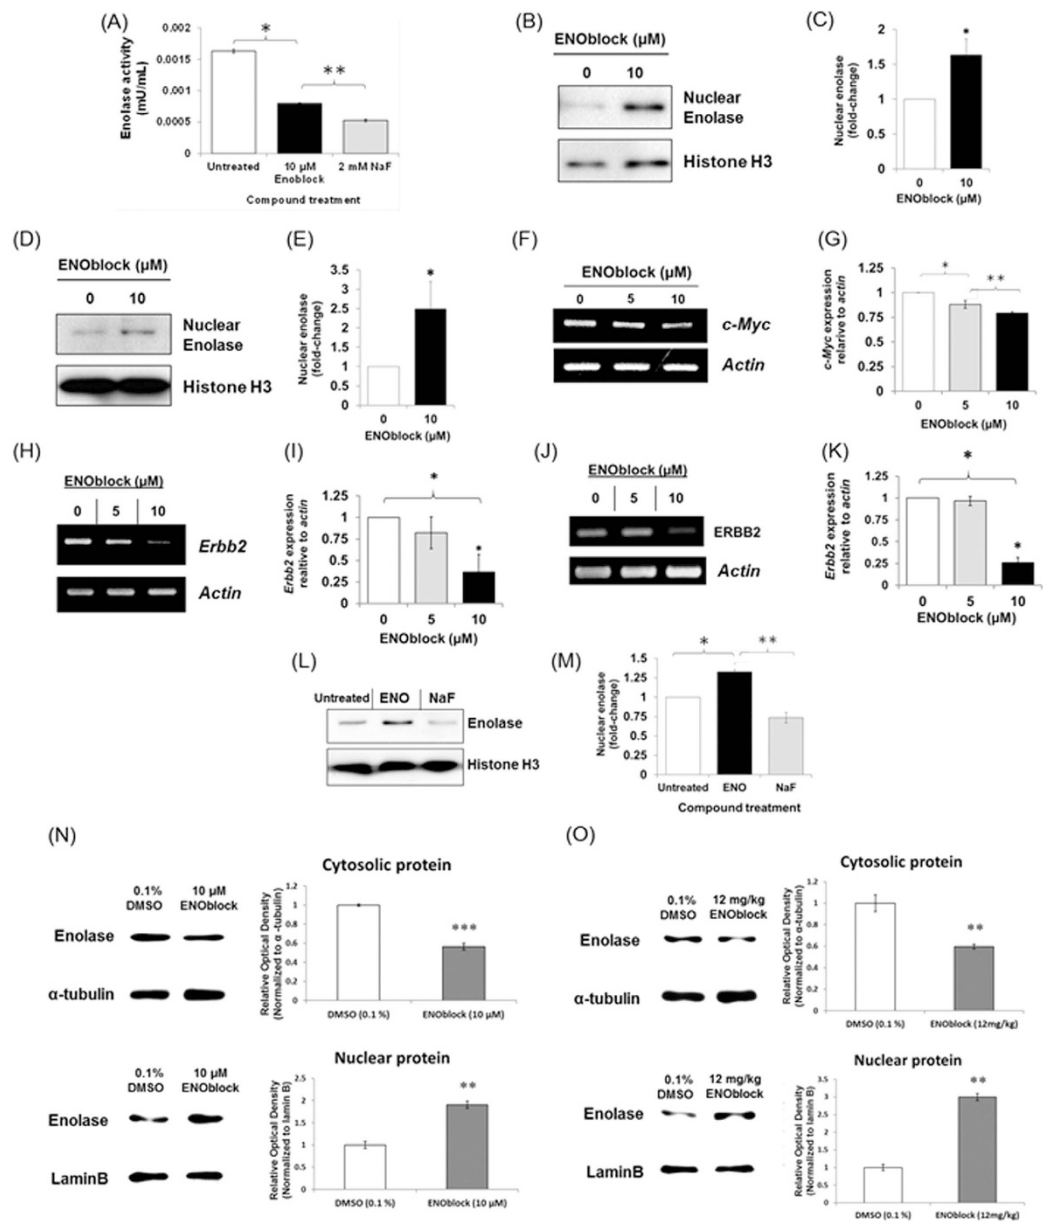 (A)
0.002
0.0015
0.001
0.0005
0
Enolase activity
(mU/mL)
*
**
Untreated
10 µM
Enoblock
2 mM NaF
Compound treatment
(B)
ENOblock (µM)
0 10
Nuclear
Enolase
Histone H3
(C)
2
1.5
1
0.5
0
Nuclear enolase
(fold-change)
*
0 10
ENOblock (µM)
(D)
ENOblock (µM)
0 10
Nuclear
Enolase
Histone H3
(E)
3.5
3
2.5
2
1.5
1
0.5
0
Nuclear enolase
(fold-change)
*
0 10
ENOblock (µM)
(F)
ENOblock (µM)
0 5 10
c-Myc
Actin
(G)
1.25
1
0.75
0.5
0.25
0
c-Myc expression
relarive to actin
*
**
0 5 10
ENOblock (µM)
(H)
ENOblock (µM)
0 5 10
Erbb2
Actin
(I)
1.25
1
0.75
0.5
0.25
0
Erbb2 expression
realtive to actin
*
*
0 5 10
ENOblock (µM)
(J)
ENOblock (µM)
0 5 10
ERBB2
Actin
(K)
1.25
1
0.75
0.5
0.25
0
Erbb2 expression
relative to actin
*
*
0 5 10
ENOblock (µM)
(L)
Untreated ENO NaF
Enolase
Histone H3
(M)
1.5
1.25
1
0.75
0.5
0.25
0
Nuclear enolase
(fold-change)
*
**
Untreated ENO NaF
Compound treatment
(N)
0.1%
DMSO
10 µM
ENOblock
Enolase
α-tubulin
Cytosolic protein
1.2
1
0.8
0.6
0.4
0.2
0
Relative Optical Density
(Normalized to α -tubulin)
***
DMSO (0.1 %)
ENOblock (10 µM)
0.1%
DMSO
10 µM
ENOblock
Enolase
LaminB
Nuclear protein
2.5
2
1.5
1
0.5
0
Relative Optical Density
(Normalized to lamin B)
**
DMSO (0.1 %)
ENOblock (10 µM)
(O)
0.1%
DMSO
12 mg/kg
ENOblock
Enolase
α-tubulin
Cytosolic protein
1.2
1
0.8
0.6
0.4
0.2
0
Relative Optical Density
(Normalized to α-tubulin)
**
DMSO (0.1 %)
ENOblock (12mg/kg)
0.1%
DMSO
12 mg/kg
ENOblock
Enolase
LaminB
Nuclear protein
3.5
3
2.5
2
1.5
1
0.5
0
Relative Optical Density
(Normalized to lamin B)
**
DMSO (0.1 %)
ENOblock (12mg/kg)